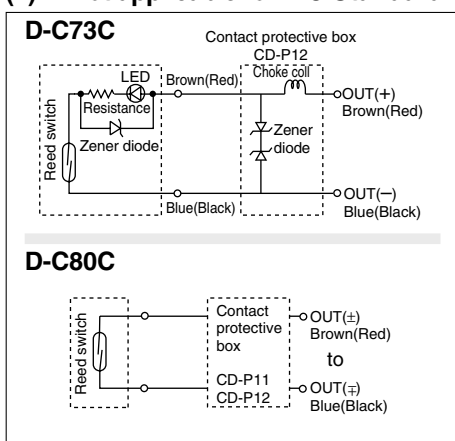 D-C73C
Contact protective box
CD-P12
LED
Brown(Red)
Choke coil
Resistance
OUT(+)
Brown(Red)
Zener diode
Zener
diode
Reed switch
Blue(Black)
OUT(−)
Blue(Black)
D-C80C
Reed switch
Contact
protective
box
CD-P11
CD-P12
OUT(±)
Brown(Red)
to
OUT(∓)
Blue(Black)